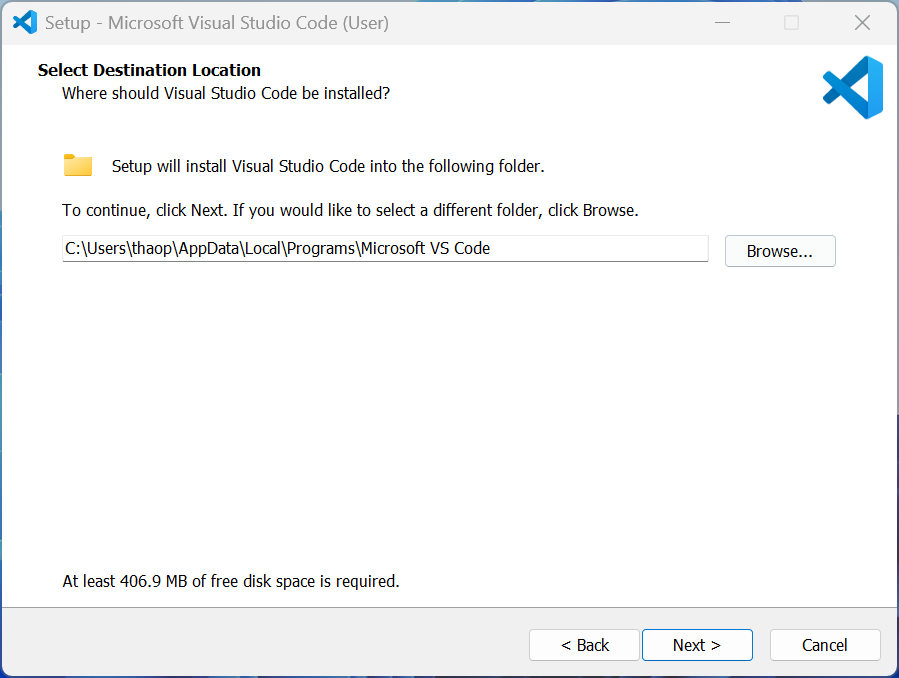 Setup - Microsoft Visual Studio Code (User)
Select Destination Location
Where should Visual Studio Code be installed?
Setup will install Visual Studio Code into the following folder.
To continue, click Next. If you would like to select a different folder, click Browse.
C:\Users\thaop\AppData\Local\Programs\Microsoft VS Code
Browse...
At least 406.9 MB of free disk space is required.
< Back
Next >
Cancel